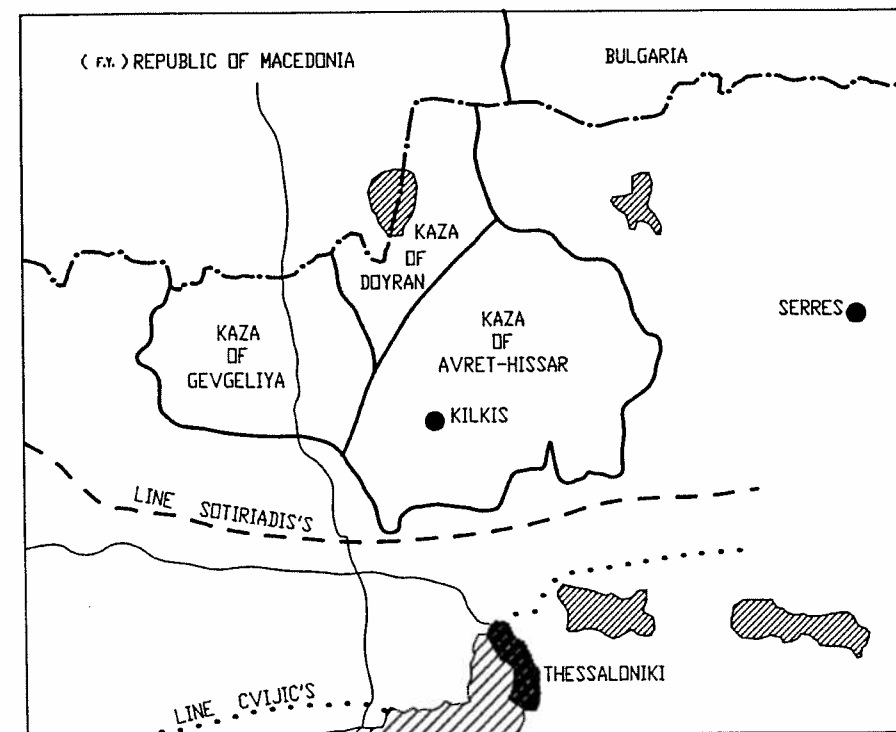 ( F.Y. ) REPUBLIC OF MACEDONIA
BULGARIA
KAZA
OF
DOYRAN
SERRES
KAZA
OF
GEVGELIYA
KAZA
OF
AVRET-HISSAR
KILKIS
LINE SOTIRIADIS'S
THESSALONIKI
LINE CVIJIC'S